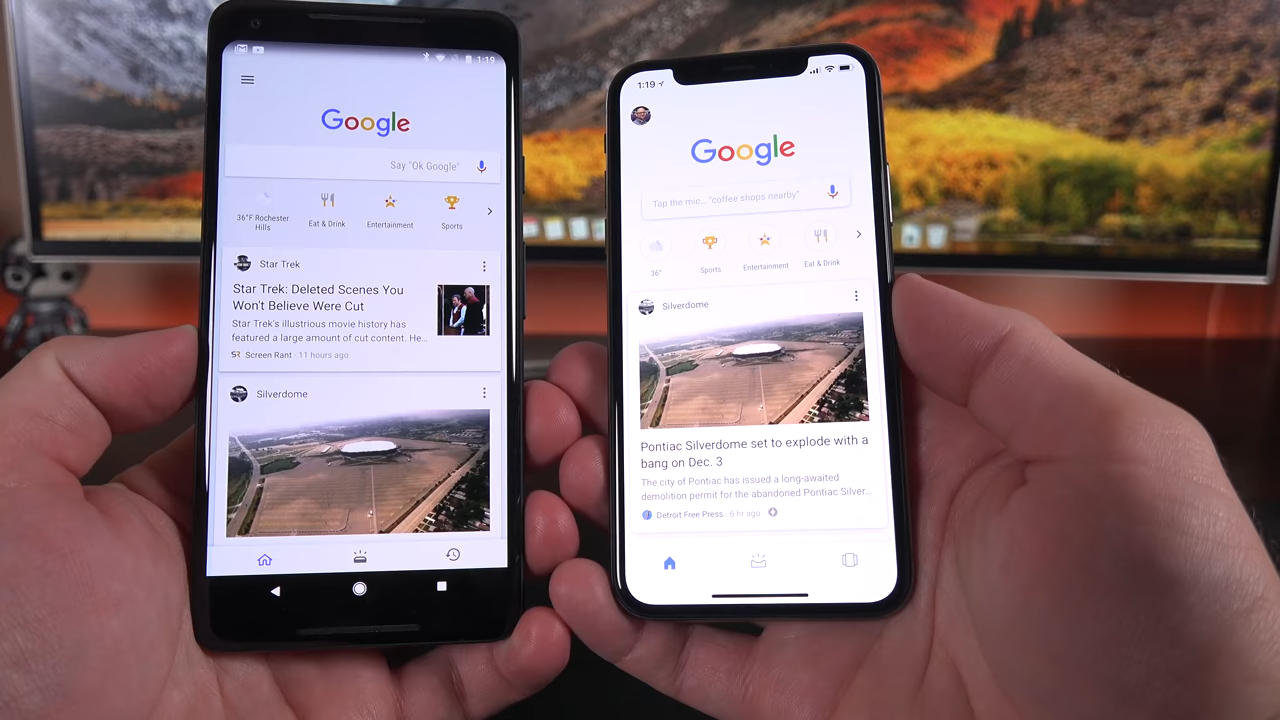 1:19
Google
Say "Ok Google"
36°F Rochester
Hills
Eat & Drink
Entertainment
Sports
Star Trek
Star Trek: Deleted Scenes You
Won't Believe Were Cut
Star Trek's illustrious movie history has
featured a large amount of cut content. He...
SR Screen Rant · 11 hours ago
Silverdome
1:19
Google
Tap the mic... "coffee shops nearby"
36°
Sports
Entertainment
Eat & Drink
Silverdome
Pontiac Silverdome set to explode with a
bang on Dec. 3
The city of Pontiac has issued a long-awaited
demolition permit for the abandoned Pontiac Silver...
Detroit Free Press · 6 hr ago